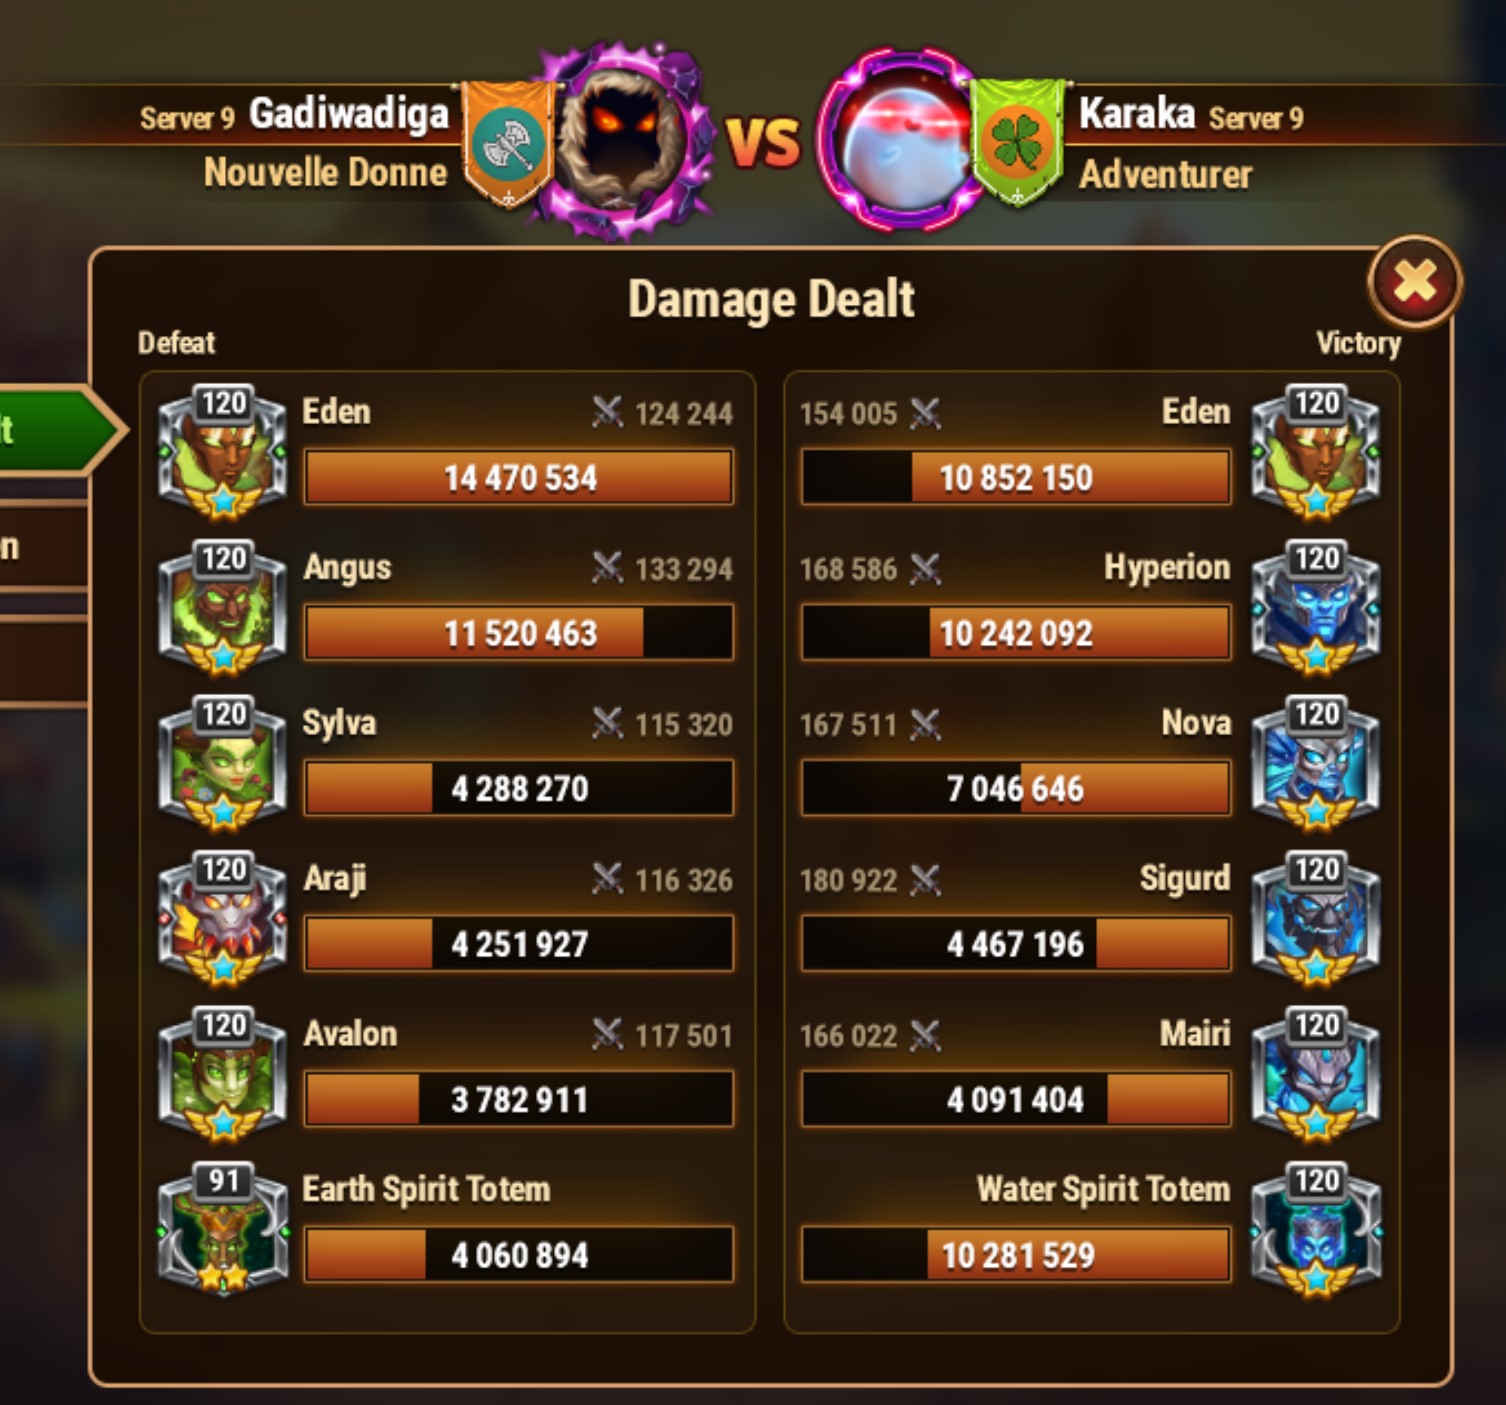 Server 9 Gadiwadiga
Nouvelle Donne
VS
Karaka Server 9
Adventurer
Damage Dealt
Defeat
Victory
lt
n
120
Eden
124 244
14 470 534
120
Angus
133 294
11 520 463
120
Sylva
115 320
4 288 270
120
Araji
116 326
4 251 927
120
Avalon
117 501
3 782 911
91
Earth Spirit Totem
4 060 894
154 005
Eden
120
10 852 150
168 586
Hyperion
120
10 242 092
167 511
Nova
120
7 046 646
180 922
Sigurd
120
4 467 196
166 022
Mairi
120
4 091 404
Water Spirit Totem
120
10 281 529